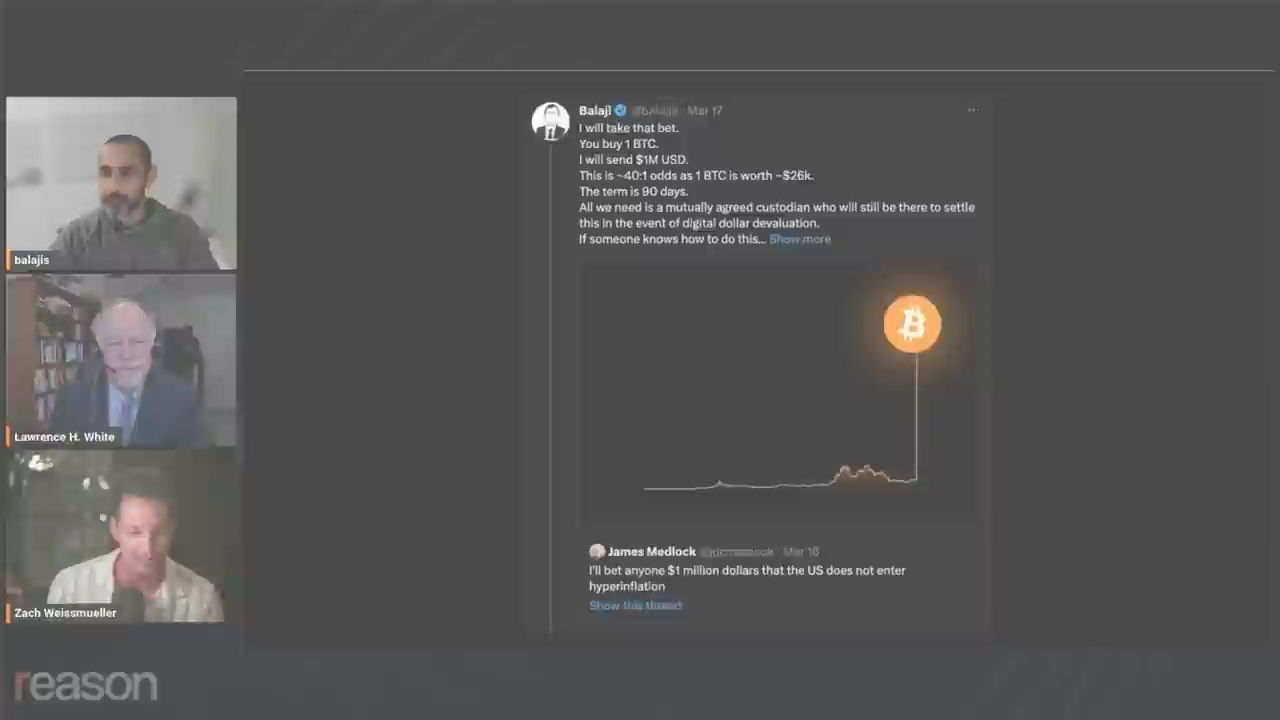 balajis
Lawrence H. White
Zach Weissmueller
reason
Balaji @balajis · Mar 17
I will take that bet.
You buy 1 BTC.
I will send $1M USD.
This is ~40:1 odds as 1 BTC is worth ~$26k.
The term is 90 days.
All we need is a mutually agreed custodian who will still be there to settle
this in the event of digital dollar devaluation.
If someone knows how to do this... Show more
James Medlock · Mar 16
I'll bet anyone $1 million dollars that the US does not enter
hyperinflation
Show this thread